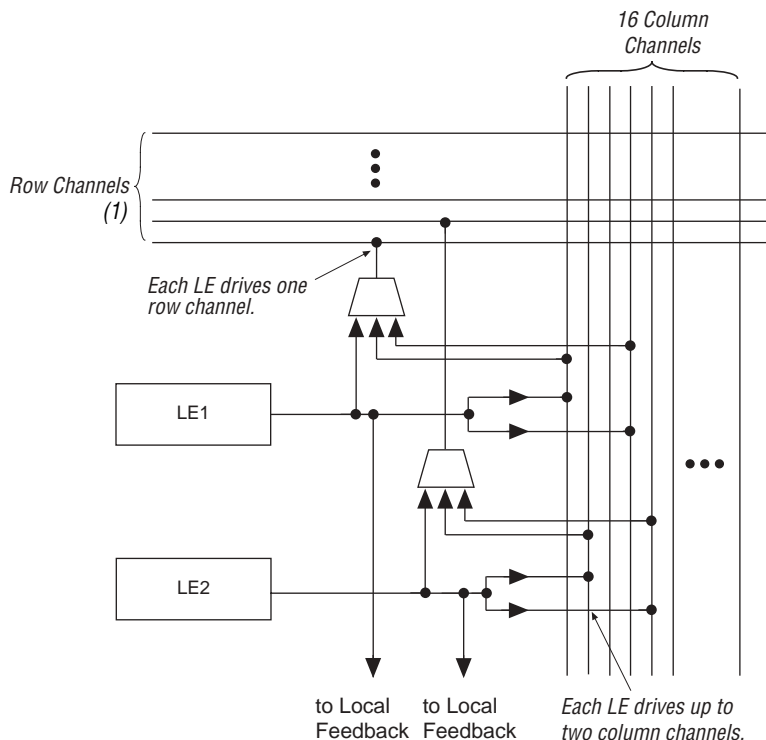 16 Column
Channels
Row Channels
(1)
Each LE drives one
row channel.
LE1
LE2
to Local
Feedback
to Local
Feedback
Each LE drives up to
two column channels.